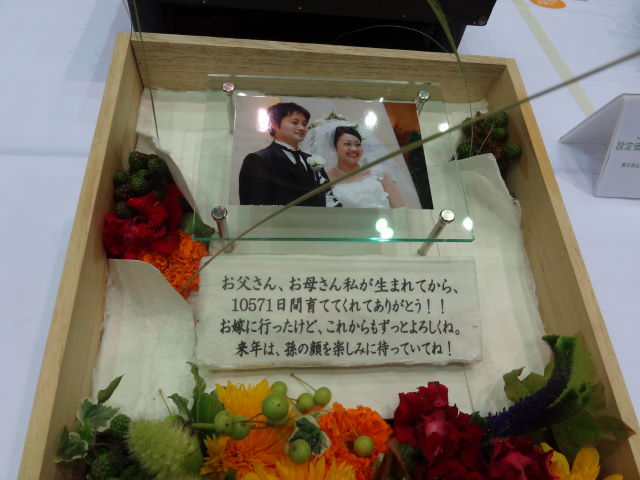 お父さん、お母さん私が生まれてから、
10571日間育ててくれてありがとう！！
お嫁に行ったけど、これからもずっとよろしくね。
来年は、孫の顔を楽しみに待っていてね！
設定価